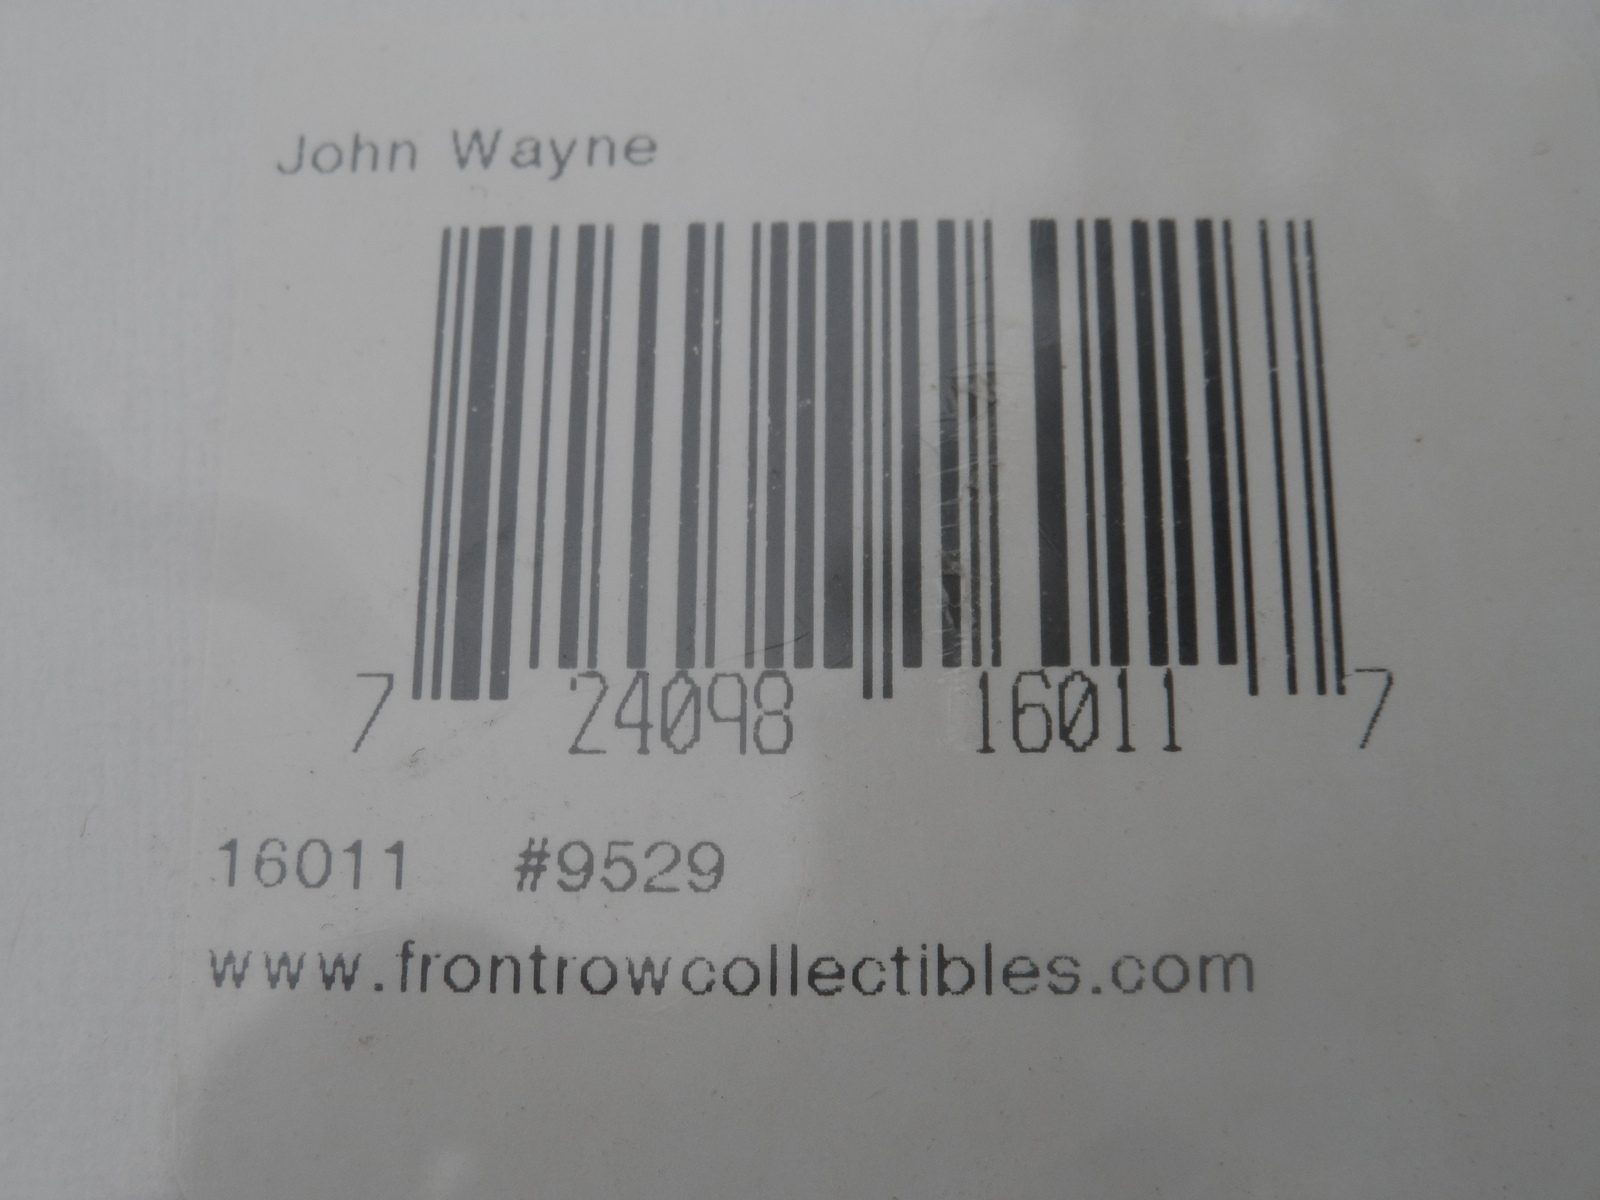 John Wayne
7 24098 16011 7
16011 #9529
www.frontrowcollectibles.com